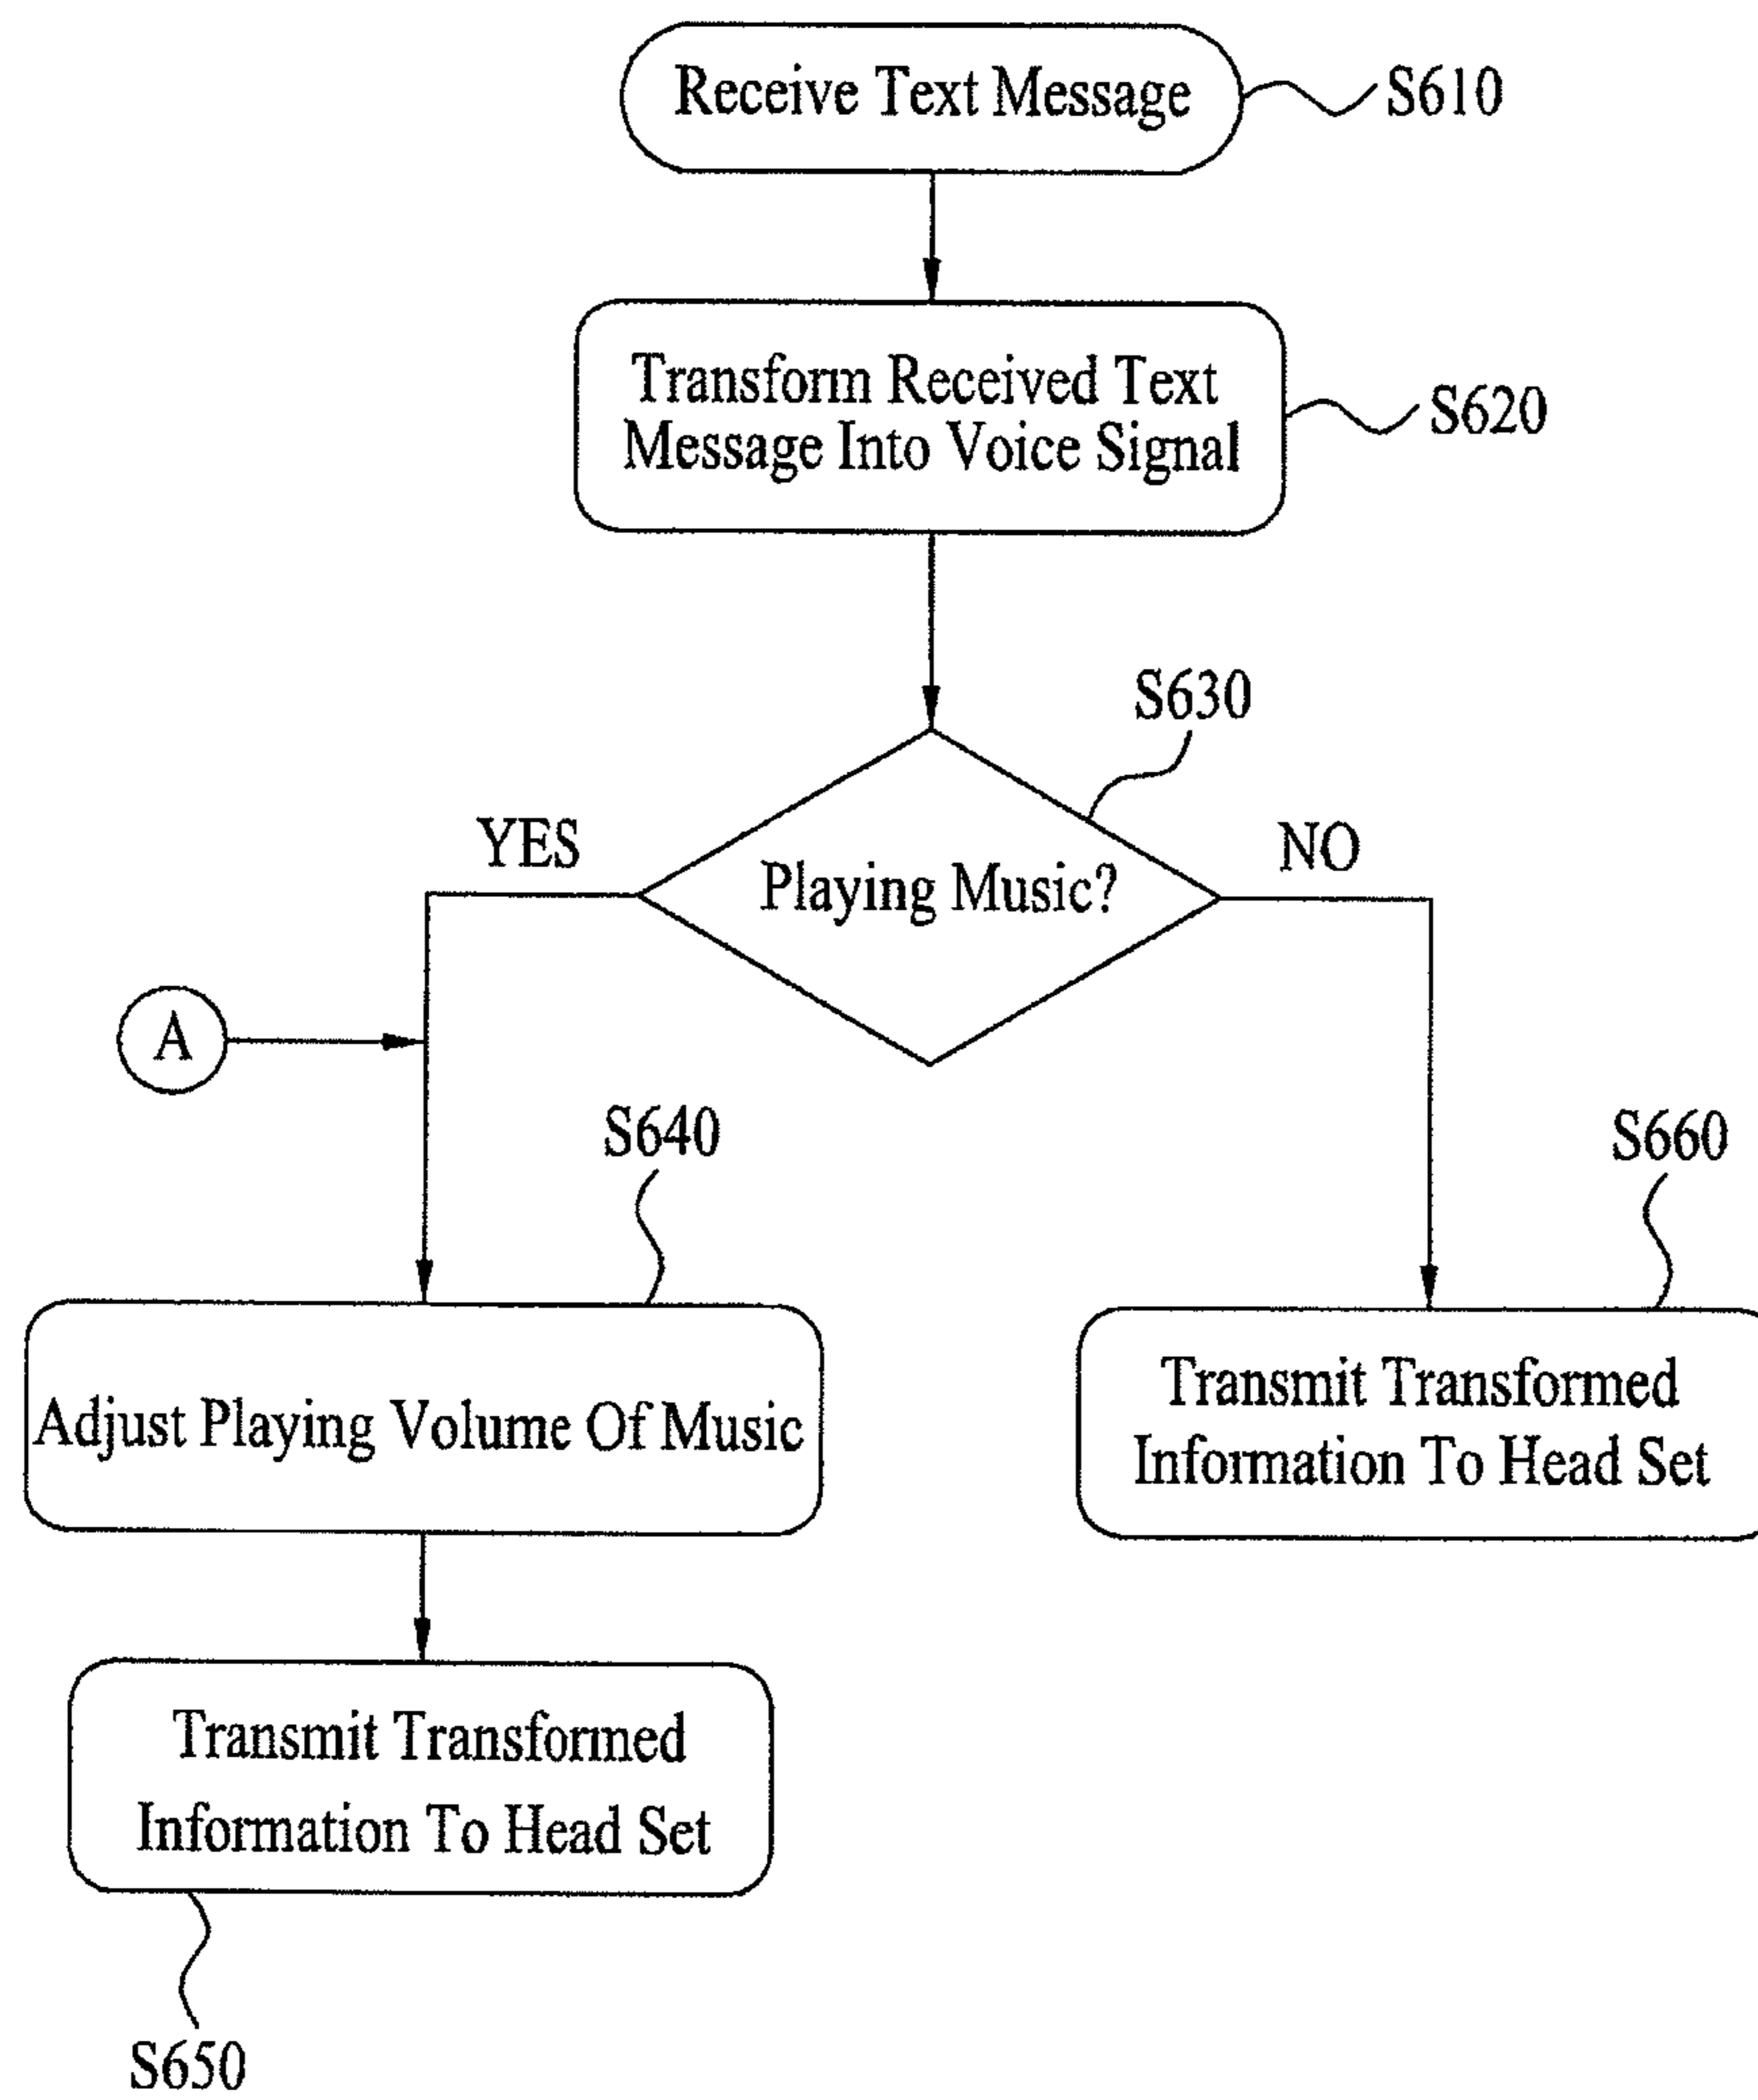 Receive Text Message
S610
Transform Received Text
Message Into Voice Signal
S620
S630
YES
Playing Music?
NO
A
S640
S660
Adjust Playing Volume Of Music
Transmit Transformed
Information To Head Set
Transmit Transformed
Information To Head Set
S650